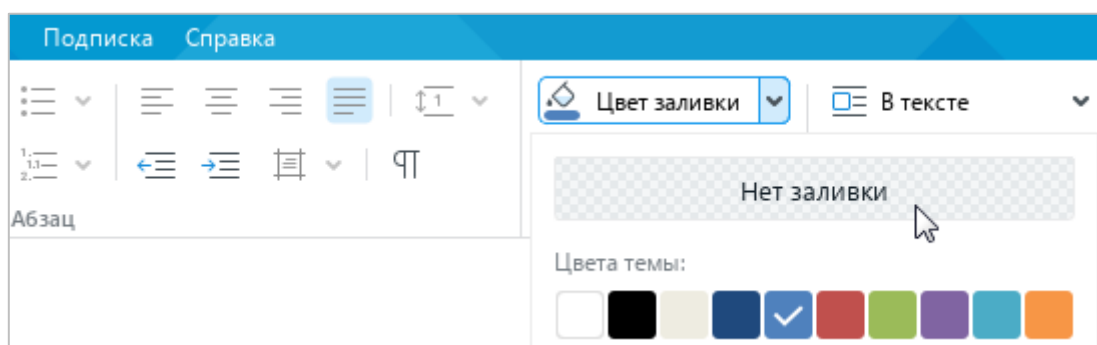 Подписка Справка
Цвет заливки В тексте
Нет заливки
Абзац
Цвета темы: